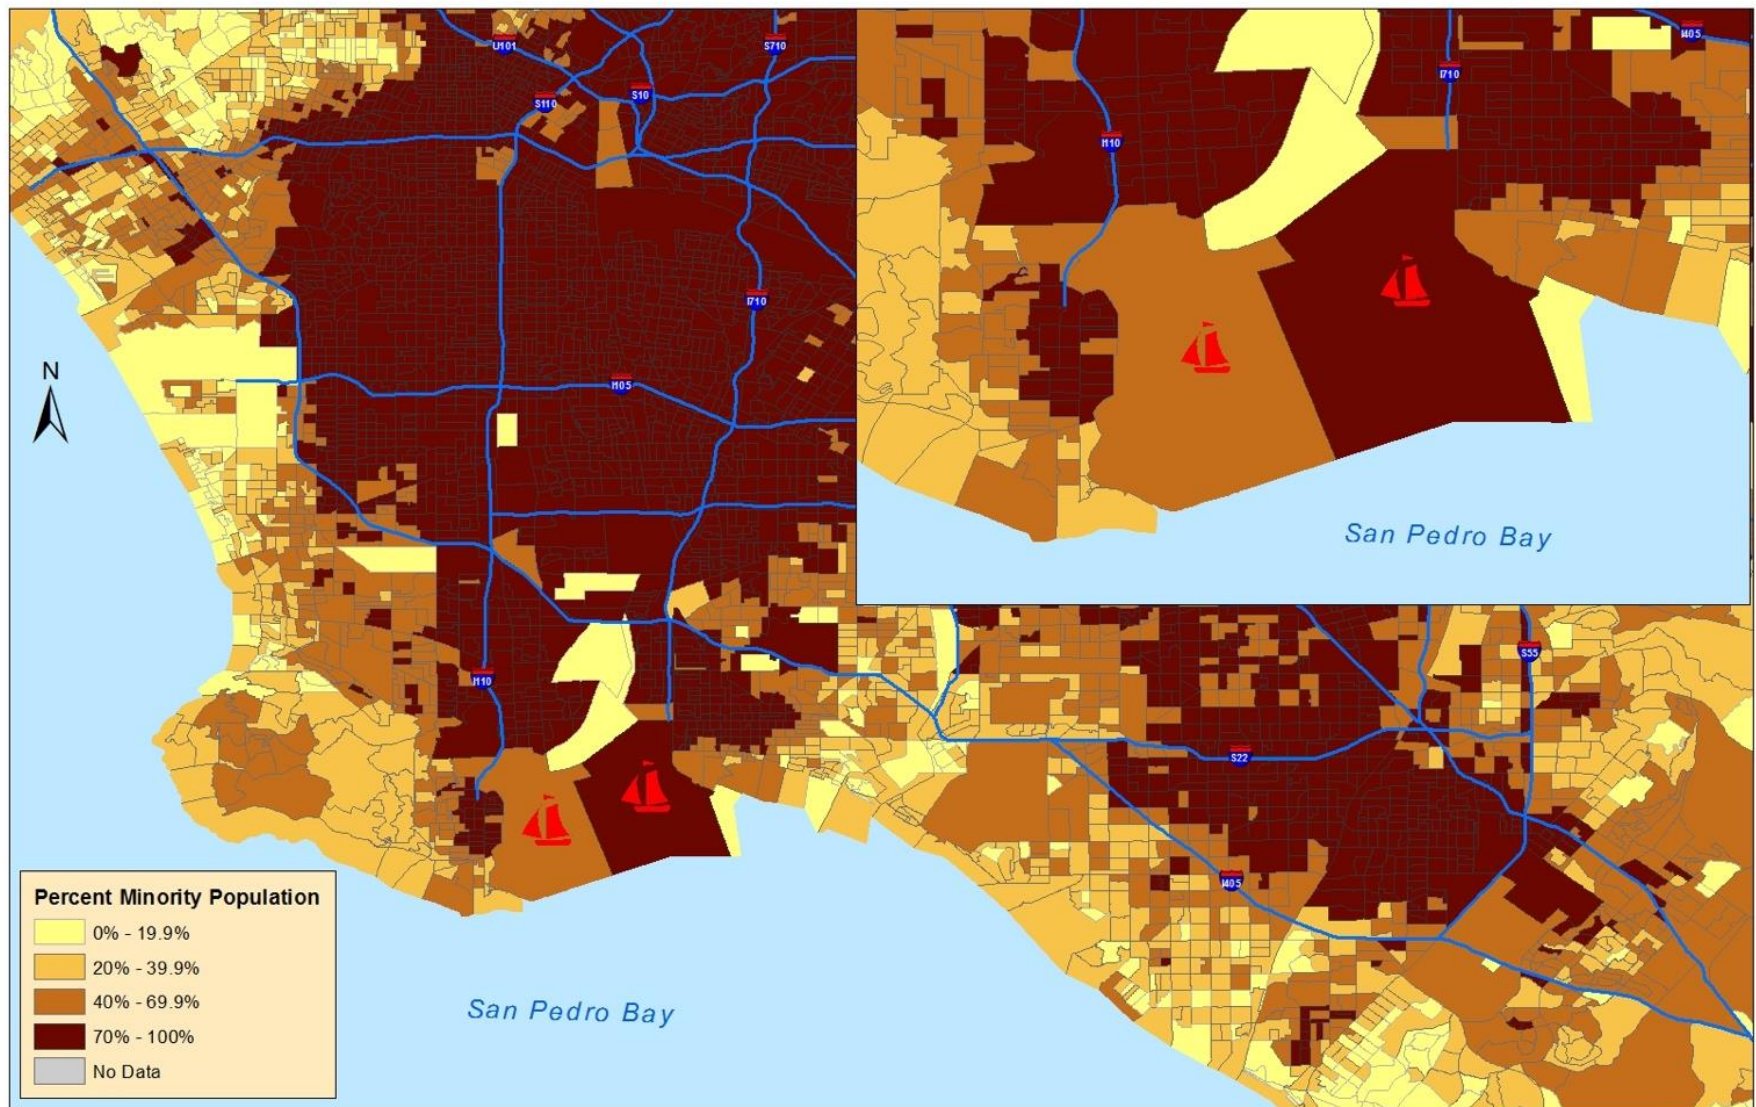 U101
S710
S110
S10
I710
I105
I110
N
I405
I710
I110
San Pedro Bay
S55
S22
I405
Percent Minority Population
0% - 19.9%
20% - 39.9%
40% - 69.9%
70% - 100%
No Data
San Pedro Bay